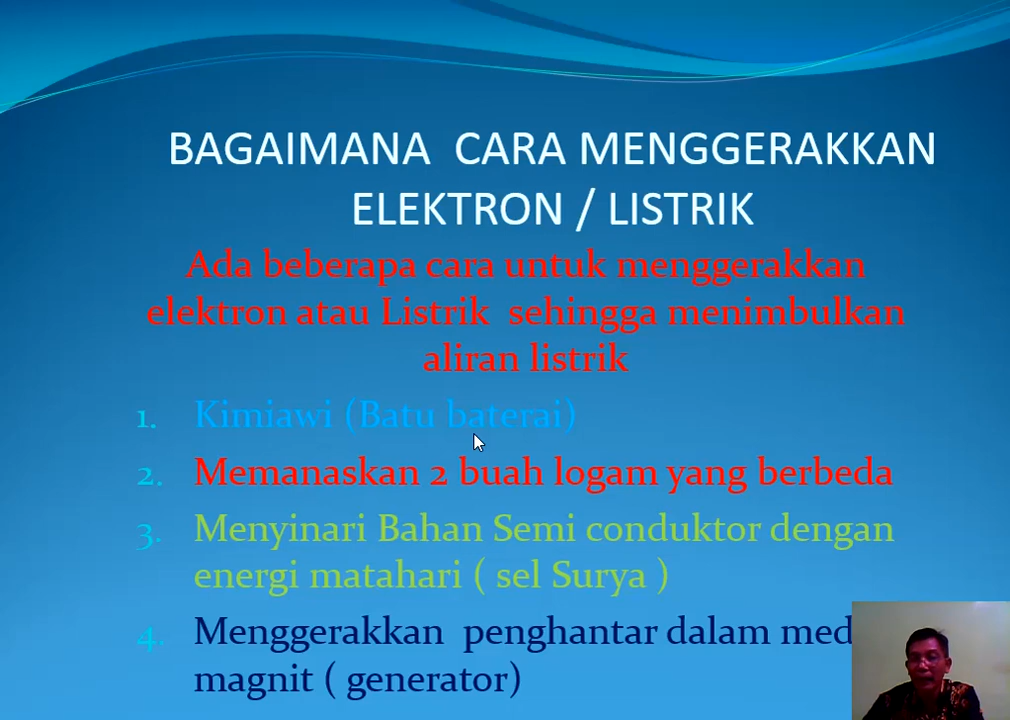 BAGAIMANA CARA MENGGERAKKAN
ELEKTRON / LISTRIK
Ada beberapa cara untuk menggerakkan
elektron atau Listrik sehingga menimbulkan
aliran listrik
1. Kimiawi (Batu baterai)
2. Memanaskan 2 buah logam yang berbeda
3. Menyinari Bahan Semi conduktor dengan
energi matahari ( sel Surya )
4. Menggerakkan penghantar dalam
magnit ( generator)